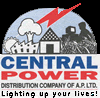 CENTRAL
POWER
DISTRIBUTION COMPANY OF A.P. LTD.
Lighting up your lives!